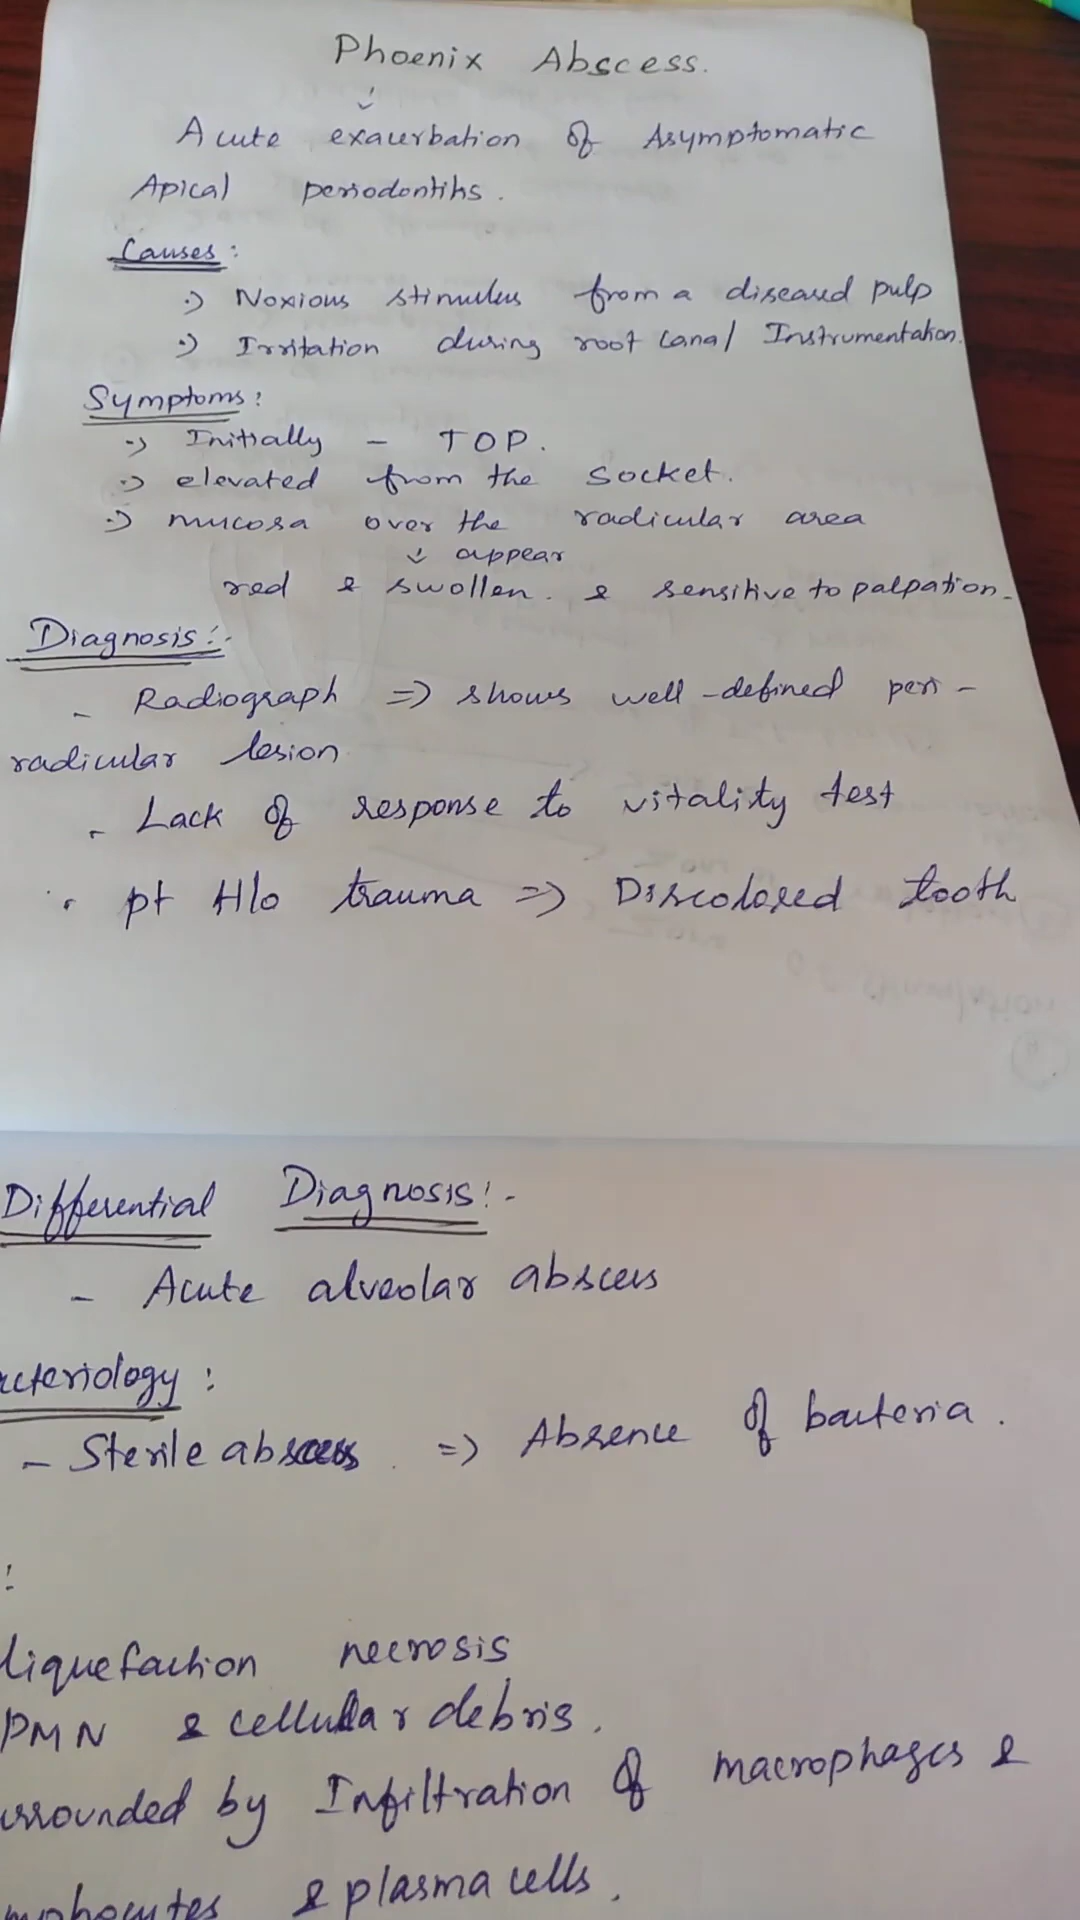 Phoenix Abscess.
Acute exacerbation of Asymptomatic
Apical periodontitis.
Causes:
·) Noxious stimulus from a diseased pulp
·) Irritation during root canal Instrumentation.
Symptoms:
·) Initially - TOP.
·) elevated from the socket.
·) mucosa over the radicular area
↓ appear
red & swollen. & sensitive to palpation.
Diagnosis:-
- Radiograph => shows well-defined peri-
radicular lesion
- Lack of response to vitality test
· pt H/o trauma => Discolored tooth
Differential Diagnosis:-
- Acute alveolar abscess
acteriology:
- Sterile abscess. => Absence of bacteria.
:
liquefaction necrosis
PMN & cellular debris.
urrounded by Infiltration of macrophages &
mphocytes & plasma cells.